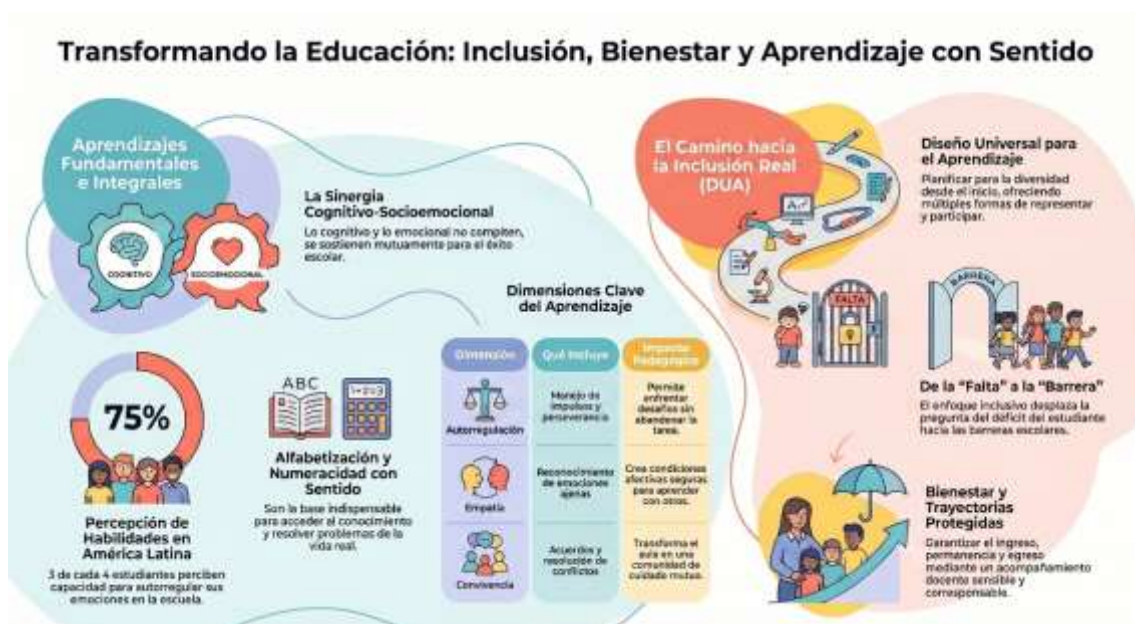 Transformando la Educación: Inclusión, Bienestar y Aprendizaje con Sentido
Aprendizajes
Fundamentales
e Integrales
COGNITIVO
SOCIOEMOCIONAL
La Sinergia
Cognitivo-Socioemocional
Lo cognitivo y lo emocional no compiten,
se sostienen mutuamente para el éxito
escolar.
75%
Percepción de
Habilidades en
América Latina
3 de cada 4 estudiantes perciben
capacidad para autorregular sus
emociones en la escuela.
ABC
1+2=3
Alfabetización y
Numeracidad con
Sentido
Son la base indispensable
para acceder al conocimiento
y resolver problemas de la
vida real.
Dimensiones Clave
del Aprendizaje
Dimensión
Qué Incluye
Impacto
Pedagógico
Autorregulación
Manejo de
impulsos y
perseverancia
Permite
enfrentar
desafíos sin
abandonar la
tarea.
Empatía
Reconocimiento
de emociones
ajenas
Crea condiciones
afectivas seguras
para aprender
con otros.
Convivencia
Acuerdos y
resolución de
conflictos
Transforma el
aula en una
comunidad de
cuidado mutuo.
El Camino hacia
la Inclusión Real
(DUA)
Diseño Universal para
el Aprendizaje
Planificar para la diversidad
desde el inicio, ofreciendo
múltiples formas de representar
y participar.
FALTA
BARRERA
De la “Falta” a la “Barrera”
El enfoque inclusivo desplaza la
pregunta del déficit del estudiante
hacia las barreras escolares.
Bienestar y
Trayectorias
Protegidas
Garantizar el ingreso,
permanencia y egreso
mediante un acompañamiento
docente sensible y
corresponsable.